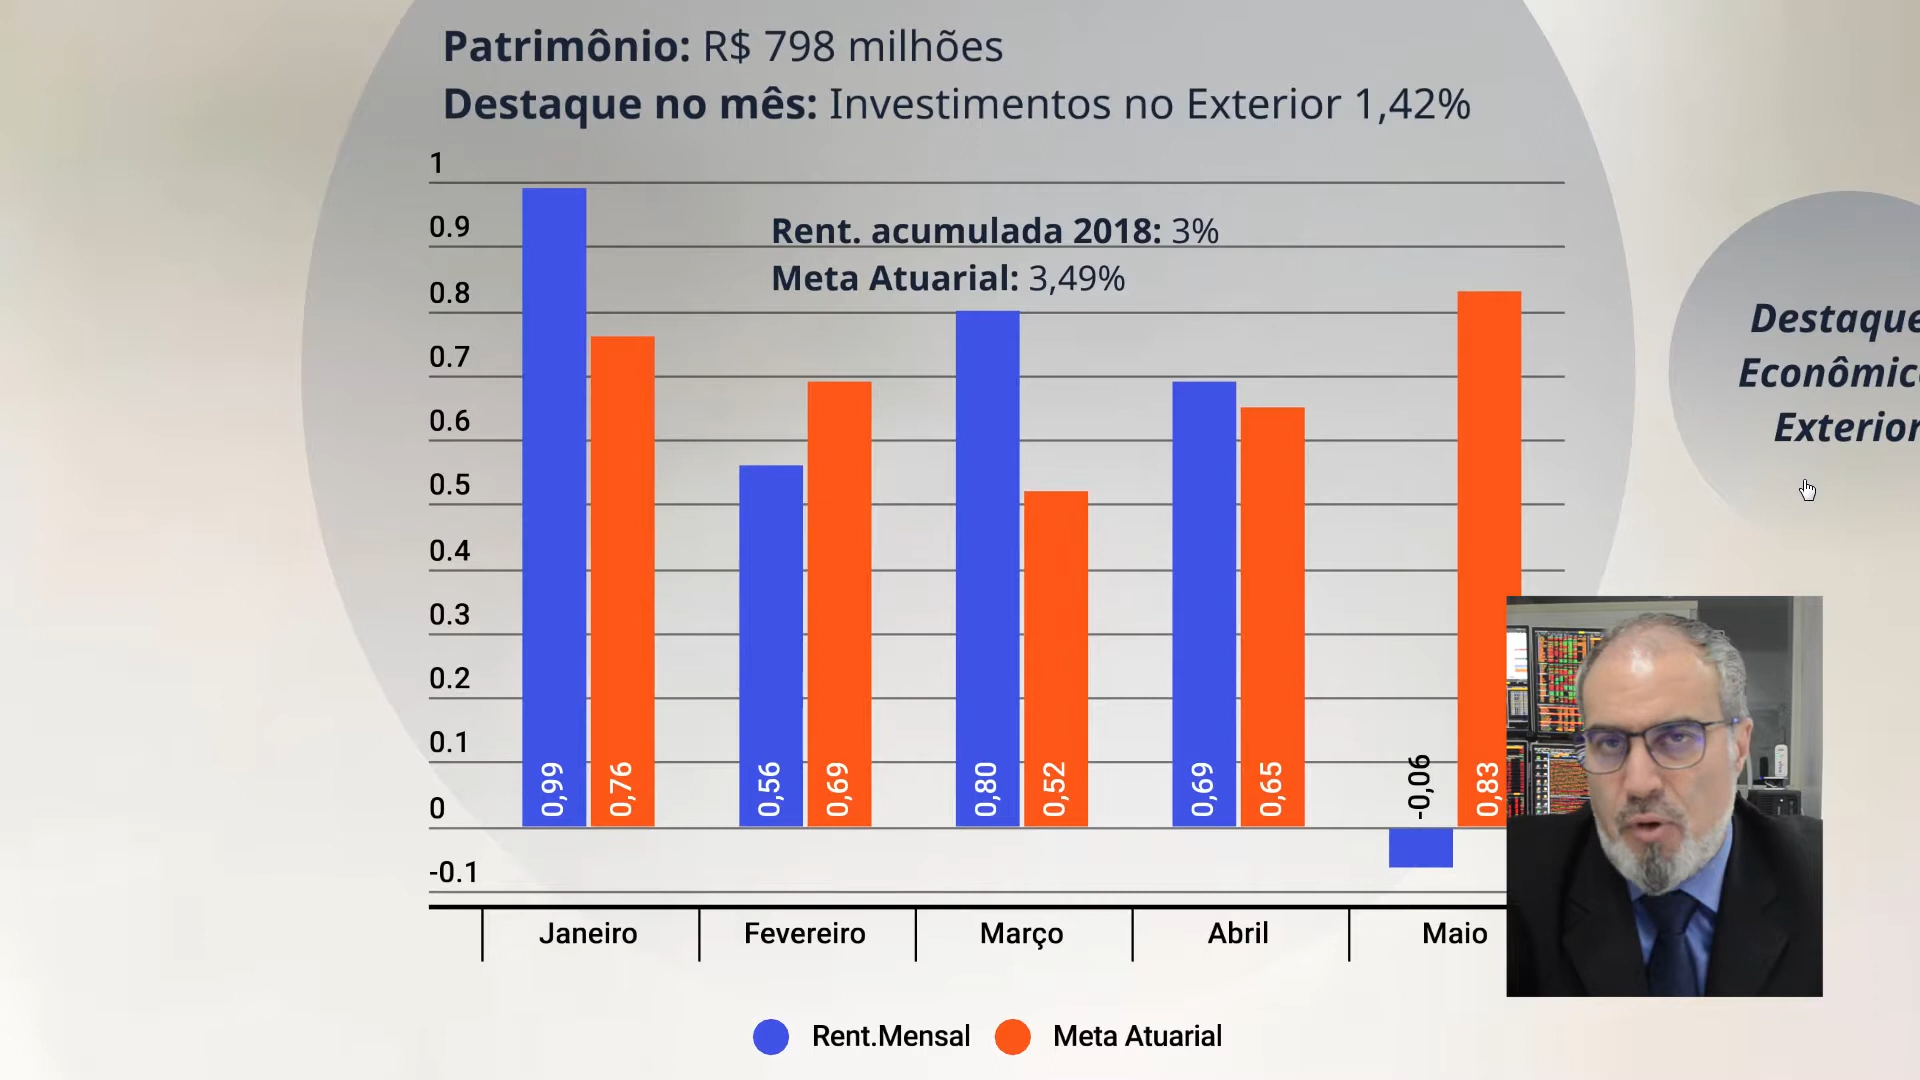 Patrimônio: R$ 798 milhões
Destaque no mês: Investimentos no Exterior 1,42%
1
0.9
0.8
0.7
0.6
0.5
0.4
0.3
0.2
0.1
0
-0.1
Rent. acumulada 2018: 3%
Meta Atuarial: 3,49%
0,99
0,76
0,56
0,69
0,80
0,52
0,69
0,65
-0,06
0,83
Janeiro
Fevereiro
Março
Abril
Maio
Rent.Mensal
Meta Atuarial
Destaque
Econômic
Exterior